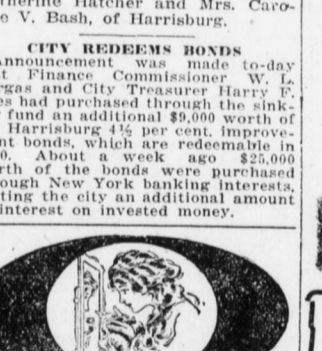 therine Hatcher and Mrs. Caro-
e V. Bash, of Harrisburg.
CITY REDEEMS BONDS
nnouncement was made to-day
t Finance Commissioner W. L.
rgas and City Treasurer Harry F.
es had purchased through the sink-
fund an additional $9,000 worth of
Harrisburg 4½ per cent. improve-
nt bonds, which are redeemable in
0. About a week ago $25,000
rth of the bonds were purchased
ough New York banking interests,
ting the city an additional amount
interest on invested money.